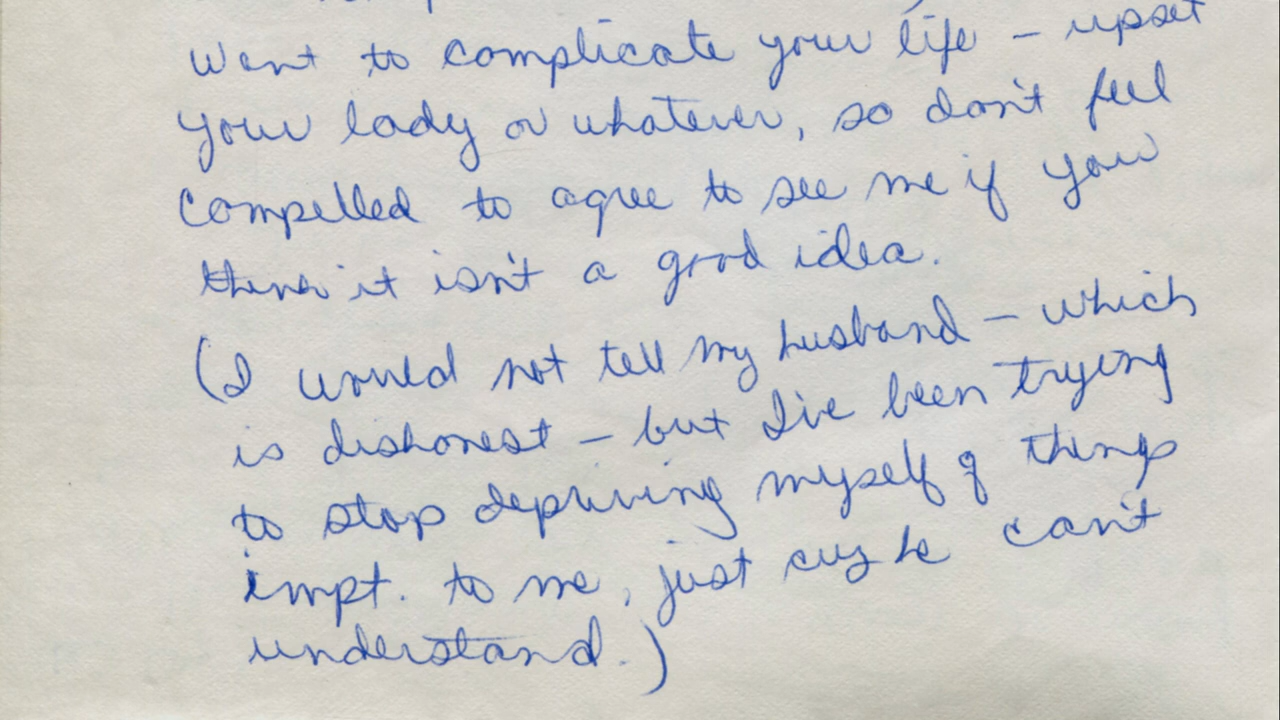 want to complicate your life – upset
your lady or whatever, so don't feel
compelled to agree to see me if you
think it isn't a good idea.
(I would not tell my husband – which
is dishonest – but I've been trying
to stop depriving myself of things
impt. to me, just cuz he can't
understand.)